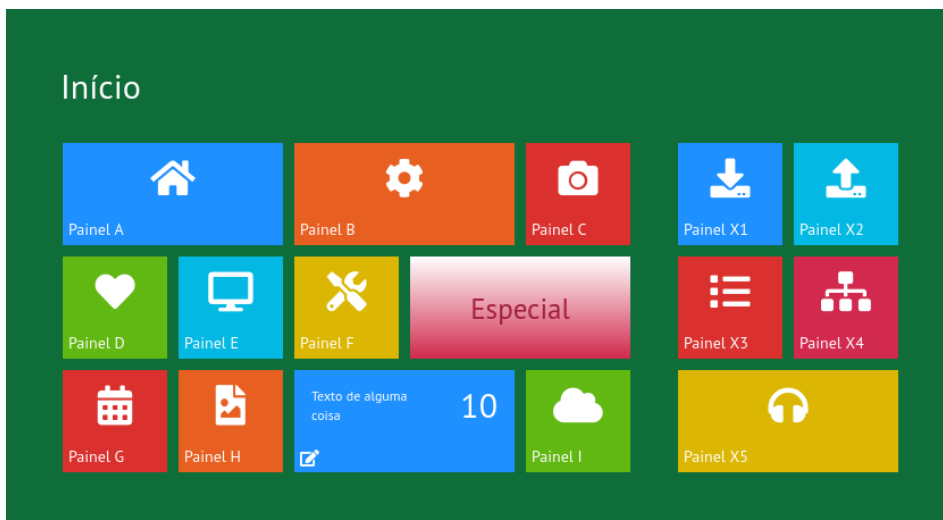 Início
Painel A
Painel B
Painel C
Painel X1
Painel X2
Painel D
Painel E
Painel F
Especial
Painel X3
Painel X4
Painel G
Painel H
Texto de alguma
coisa
10
Painel I
Painel X5